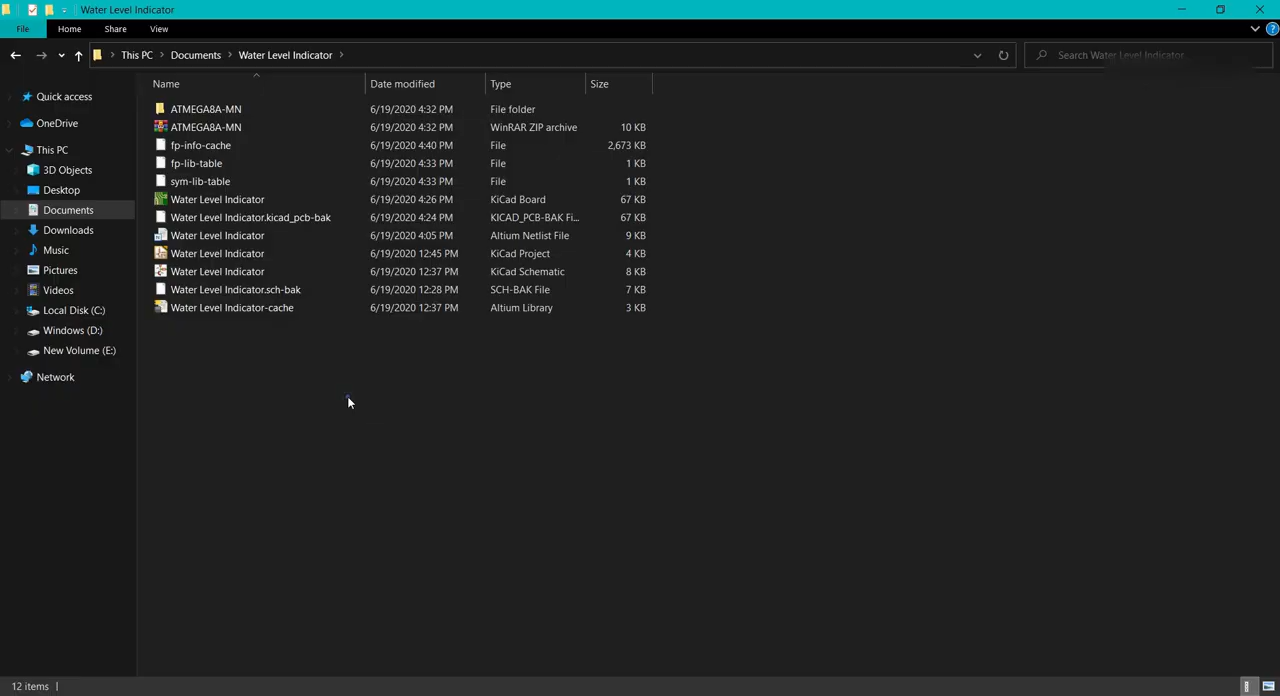 Water Level Indicator
File Home Share View
This PC Documents Water Level Indicator
Search Water Level Indicator
Name Date modified Type Size
Quick access
OneDrive
This PC
3D Objects
Desktop
Documents
Downloads
Music
Pictures
Videos
Local Disk (C:)
Windows (D:)
New Volume (E:)
Network
ATMEGA8A-MN 6/19/2020 4:32 PM File folder
ATMEGA8A-MN 6/19/2020 4:32 PM WinRAR ZIP archive 10 KB
fp-info-cache 6/19/2020 4:40 PM File 2,673 KB
fp-lib-table 6/19/2020 4:33 PM File 1 KB
sym-lib-table 6/19/2020 4:33 PM File 1 KB
Water Level Indicator 6/19/2020 4:26 PM KiCad Board 67 KB
Water Level Indicator.kicad_pcb-bak 6/19/2020 4:24 PM KICAD_PCB-BAK Fi... 67 KB
Water Level Indicator 6/19/2020 4:05 PM Altium Netlist File 9 KB
Water Level Indicator 6/19/2020 12:45 PM KiCad Project 4 KB
Water Level Indicator 6/19/2020 12:37 PM KiCad Schematic 8 KB
Water Level Indicator.sch-bak 6/19/2020 12:28 PM SCH-BAK File 7 KB
Water Level Indicator-cache 6/19/2020 12:37 PM Altium Library 3 KB
12 items